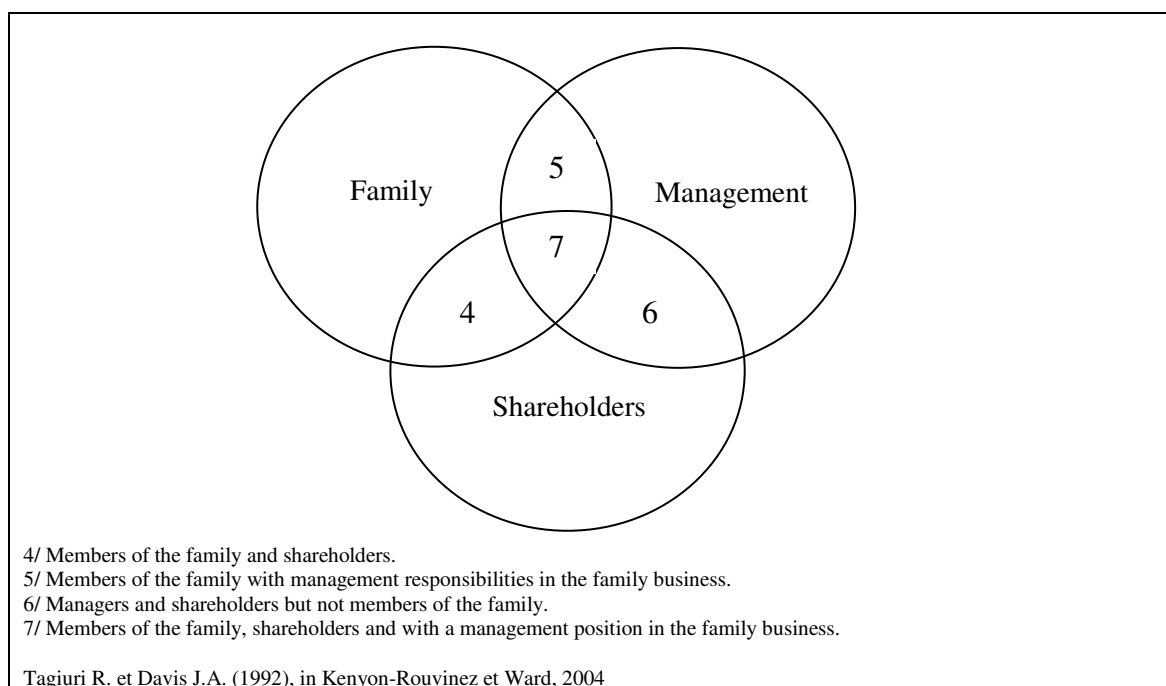 5
Family
Management
7
4
6
Shareholders
4/ Members of the family and shareholders.
5/ Members of the family with management responsibilities in the family business.
6/ Managers and shareholders but not members of the family.
7/ Members of the family, shareholders and with a management position in the family business.
Tagiuri R. et Davis J.A. (1992), in Kenyon-Rouvinez et Ward, 2004